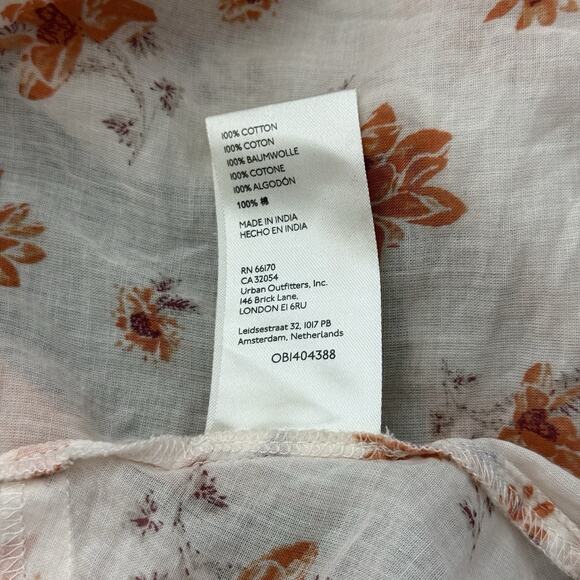 100% COTTON
100% COTON
100% BAUMWOLLE
100% COTONE
100% ALGODÓN
100% 棉
MADE IN INDIA
HECHO EN INDIA
RN 66170
CA 32054
Urban Outfitters, Inc.
146 Brick Lane,
LONDON E1 6RU
Leidsestraat 32, 1017 PB
Amsterdam, Netherlands
OB1404388